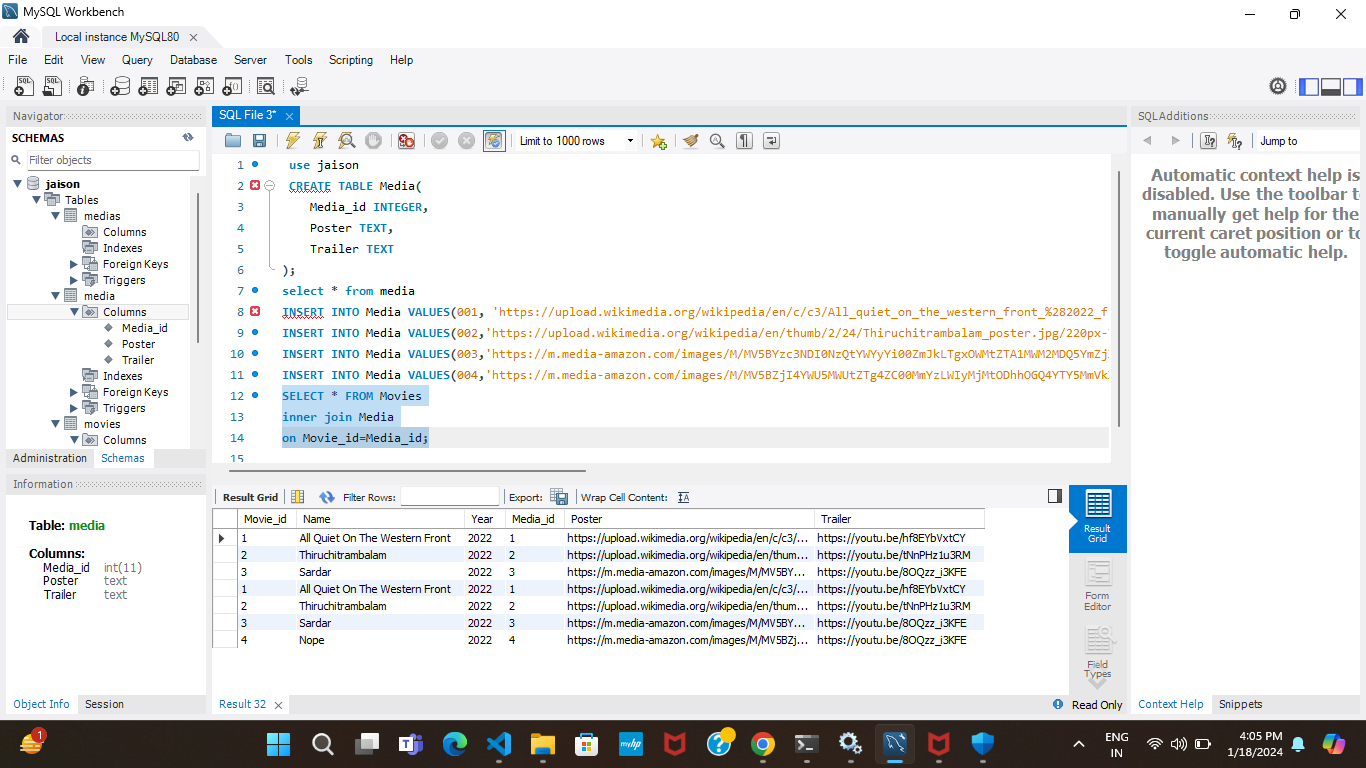 MySQL Workbench
Local instance MySQL80
File Edit View Query Database Server Tools Scripting Help
Navigator
SCHEMAS
Filter objects
jaison
Tables
medias
Columns
Indexes
Foreign Keys
Triggers
media
Columns
Media_id
Poster
Trailer
Indexes
Foreign Keys
Triggers
movies
Columns
Administration Schemas
Information
Table: media
Columns:
Media_id int(11)
Poster text
Trailer text
Object Info Session
SQL File 3*
Limit to 1000 rows
1 use jaison
2 CREATE TABLE Media(
3 Media_id INTEGER,
4 Poster TEXT,
5 Trailer TEXT
6 );
7 select * from media
8 INSERT INTO Media VALUES(001, 'https://upload.wikimedia.org/wikipedia/en/c/c3/All_quiet_on_the_western_front_%282022_f
9 INSERT INTO Media VALUES(002,'https://upload.wikimedia.org/wikipedia/en/thumb/2/24/Thiruchitrambalam_poster.jpg/220px-
10 INSERT INTO Media VALUES(003,'https://m.media-amazon.com/images/M/MV5BYzc3NDI0NzQtYWYyYi00ZmJkLTgxOWMtZTA1MWM2MDQ5YmZj
11 INSERT INTO Media VALUES(004,'https://m.media-amazon.com/images/M/MV5BZjI4YWU5MWUtZTg4ZC00MmYzLWIyMjMtODhhOGQ4YTY5MmVk
12 SELECT * FROM Movies
13 inner join Media
14 on Movie_id=Media_id;
15
Result Grid Filter Rows: Export: Wrap Cell Content:
Movie_id Name Year Media_id Poster Trailer
1 All Quiet On The Western Front 2022 1 https://upload.wikimedia.org/wikipedia/en/c/c3/... https://youtu.be/hf8EYbVxtCY
2 Thiruchitrambalam 2022 2 https://upload.wikimedia.org/wikipedia/en/thum... https://youtu.be/tNnPHz1u3RM
3 Sardar 2022 3 https://m.media-amazon.com/images/M/MV5BY... https://youtu.be/8OQzz_i3KFE
1 All Quiet On The Western Front 2022 1 https://upload.wikimedia.org/wikipedia/en/c/c3/... https://youtu.be/hf8EYbVxtCY
2 Thiruchitrambalam 2022 2 https://upload.wikimedia.org/wikipedia/en/thum... https://youtu.be/tNnPHz1u3RM
3 Sardar 2022 3 https://m.media-amazon.com/images/M/MV5BY... https://youtu.be/8OQzz_i3KFE
4 Nope 2022 4 https://m.media-amazon.com/images/M/MV5BZj... https://youtu.be/8OQzz_i3KFE
Result
Grid
Form
Editor
Field
Types
Result 32
Read Only
SQLAdditions
Jump to
Automatic context help is
disabled. Use the toolbar t
manually get help for the
current caret position or to
toggle automatic help.
Context Help Snippets
1
myhp
ENG
IN
4:05 PM
1/18/2024